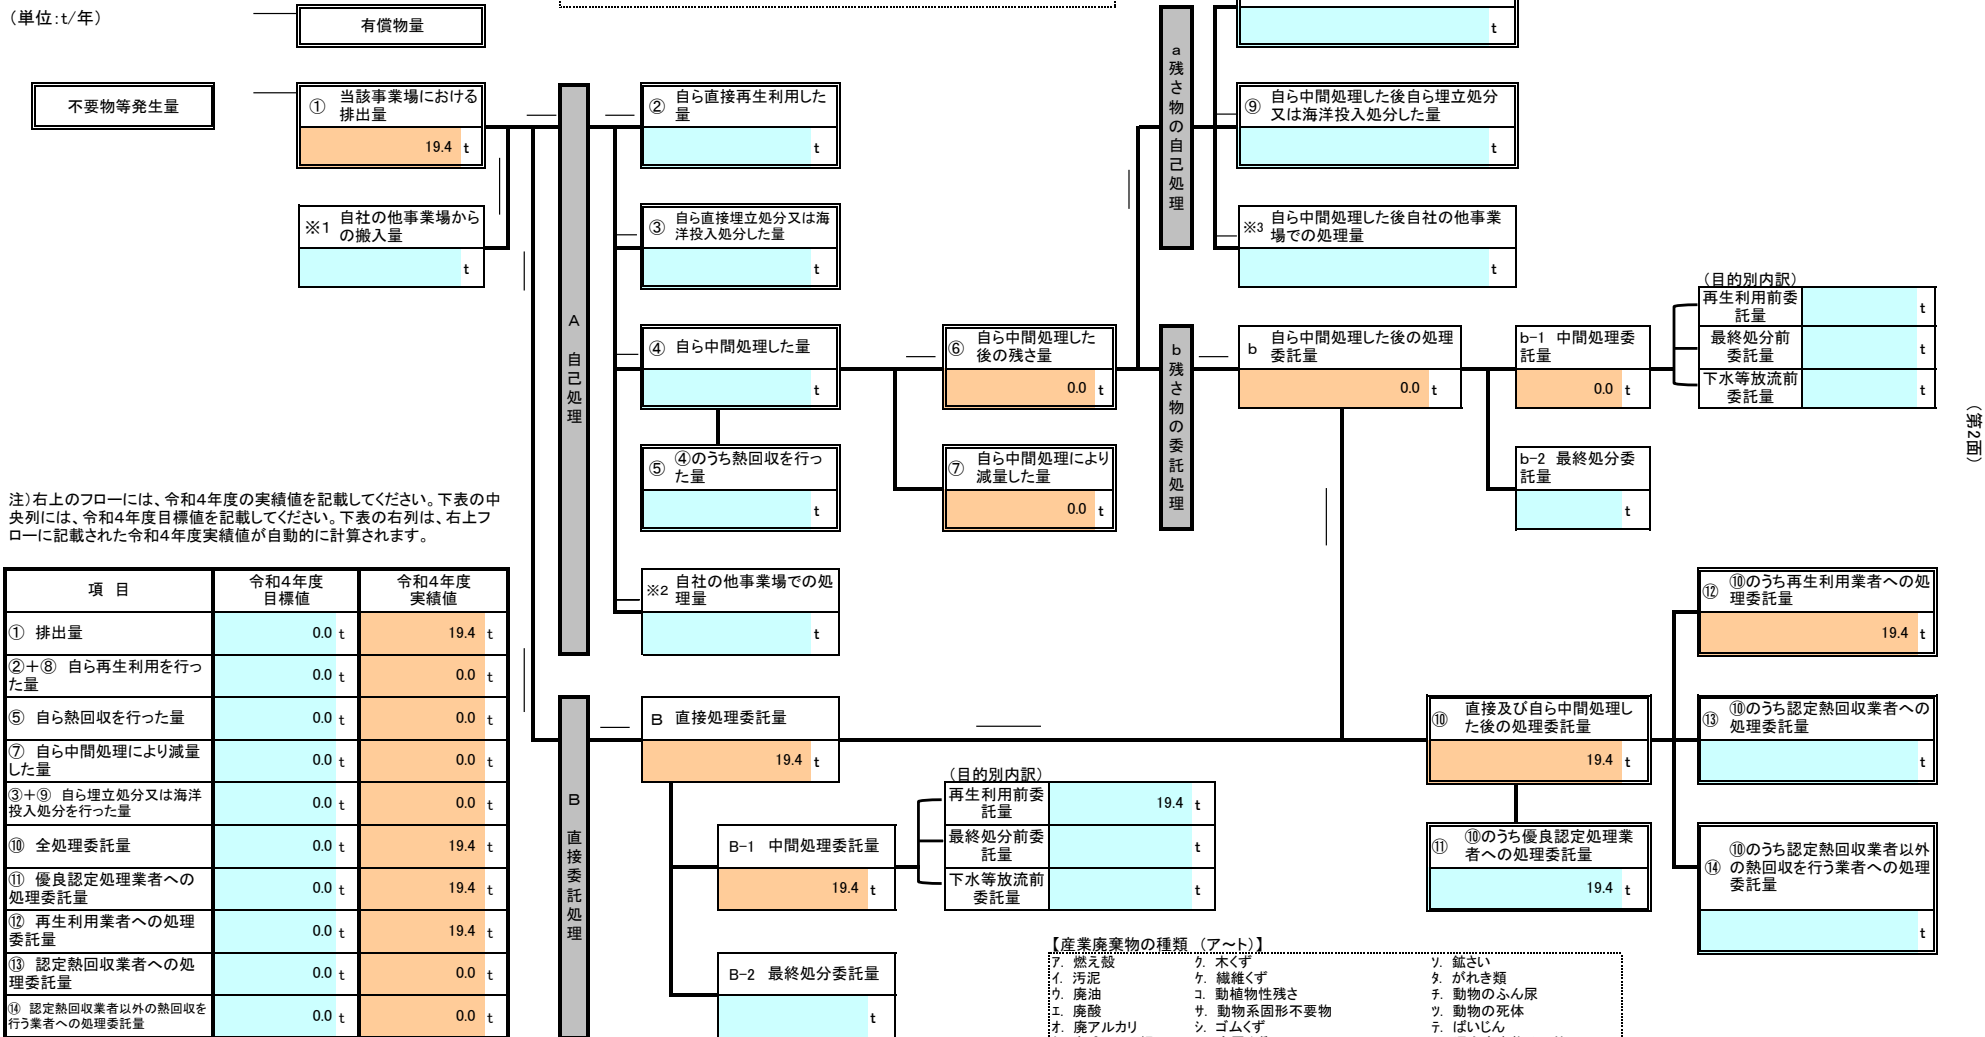 （単位：t/年）
有償物量
t
不要物等発生量
① 当該事業場における
排出量
19.4 t
※1 自社の他事業場から
の搬入量
t
A 自己処理
② 自ら直接再生利用した
量
t
③ 自ら直接埋立処分又は海
洋投入処分した量
t
④ 自ら中間処理した量
t
⑤ ④のうち熱回収を行っ
た量
t
※2 自社の他事業場での処
理量
t
⑥ 自ら中間処理した
後の残さ量
0.0 t
⑦ 自ら中間処理により
減量した量
0.0 t
a 残さ物の自己処理
⑨ 自ら中間処理した後自ら埋立処分
又は海洋投入処分した量
t
※3 自ら中間処理した後自社の他事業
場での処理量
t
b 残さ物の委託処理
b 自ら中間処理した後の処理
委託量
0.0 t
b-1 中間処理委
託量
0.0 t
b-2 最終処分委
託量
t
（目的別内訳）
再生利用前委
託量
t
最終処分前
委託量
t
下水等放流前
委託量
t
（第2面）
注）右上のフローには、令和４年度の実績値を記載してください。下表の中
央列には、令和４年度目標値を記載してください。下表の右列は、右上フ
ローに記載された令和４年度実績値が自動的に計算されます。
項 目 令和４年度
目標値 令和４年度
実績値
① 排出量 0.0 t 19.4 t
②＋⑧ 自ら再生利用を行っ
た量 0.0 t 0.0 t
⑤ 自ら熱回収を行った量 0.0 t 0.0 t
⑦ 自ら中間処理により減量
した量 0.0 t 0.0 t
③＋⑨ 自ら埋立処分又は海洋
投入処分を行った量 0.0 t 0.0 t
⑩ 全処理委託量 0.0 t 19.4 t
⑪ 優良認定処理業者への
処理委託量 0.0 t 19.4 t
⑫ 再生利用業者への処理
委託量 0.0 t 19.4 t
⑬ 認定熱回収業者への処
理委託量 0.0 t 0.0 t
⑭ 認定熱回収業者以外の熱回収を
行う業者への処理委託量 0.0 t 0.0 t
B 直接委託処理
B 直接処理委託量
19.4 t
B-1 中間処理委託量
19.4 t
B-2 最終処分委託量
t
（目的別内訳）
再生利用前委
託量
19.4 t
最終処分前委
託量
t
下水等放流前
委託量
t
⑩ 直接及び自ら中間処理し
た後の処理委託量
19.4 t
⑪ ⑩のうち優良認定処理業
者への処理委託量
19.4 t
⑫ ⑩のうち再生利用業者への処
理委託量
19.4 t
⑬ ⑩のうち認定熱回収業者への
処理委託量
t
⑭ ⑩のうち認定熱回収業者以外
の熱回収を行う業者への処理
委託量
t
【産業廃棄物の種類 （ア～ト）】
ア. 燃え殻 ク. 木くず ソ. 鉱さい
イ. 汚泥 ケ. 繊維くず タ. がれき類
ウ. 廃油 コ. 動植物性残さ チ. 動物のふん尿
エ. 廃酸 サ. 動物系固形不要物 ツ. 動物の死体
オ. 廃アルカリ シ. ゴムくず テ. ばいじん